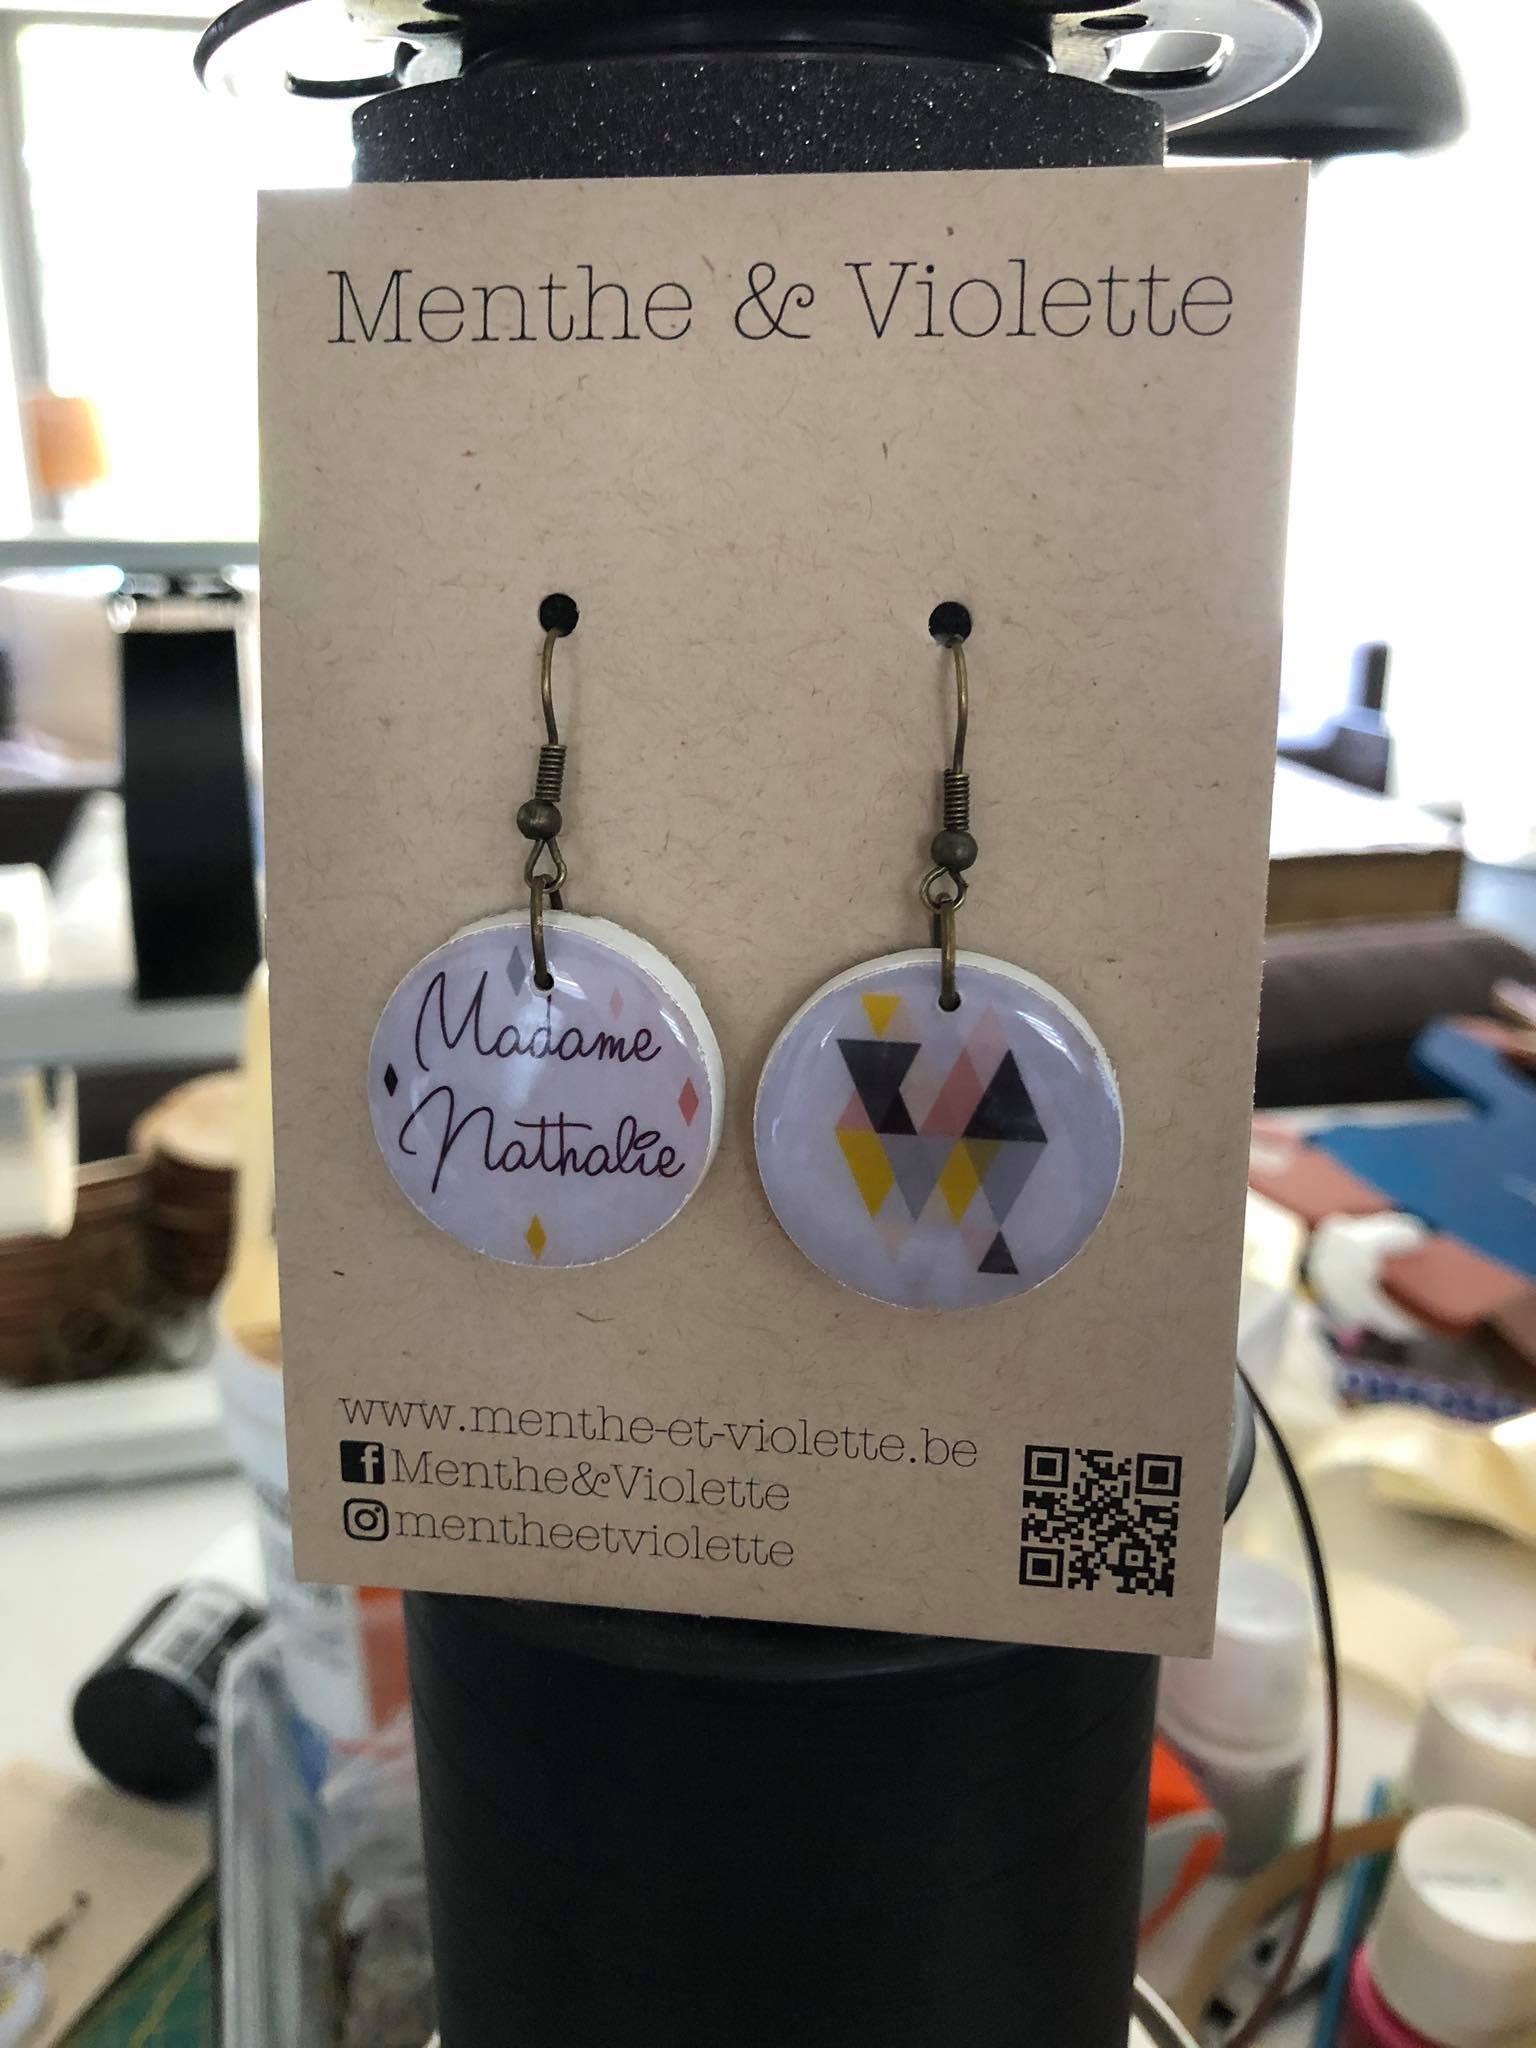 Menthe & Violette
Madame
Nathalie
www.menthe-et-violette.be
Menthe&Violette
mentheetviolette